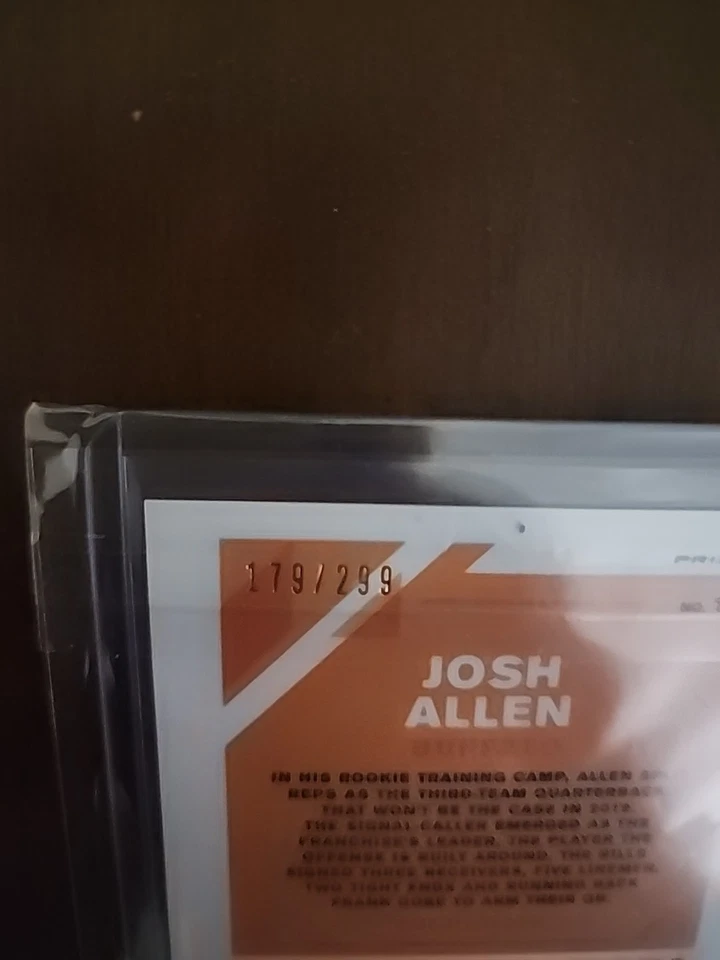 179/299
NO.
JOSH
ALLEN
BUFFALO
IN HIS ROOKIE TRAINING CAMP, ALLEN
REPS AS THE THIRD-TEAM QUARTERBACK.
THAT WON'T BE THE CASE IN 2019.
THE SIGNAL-CALLER EMERGED AS THE
FRANCHISE'S LEADER, THE PLAYER THE
OFFENSE IS BUILT AROUND. THE BILLS
SIGNED THREE RECEIVERS, FIVE LINEMEN,
TWO TIGHT ENDS AND RUNNING BACK
FRANK GORE TO ARM THEIR QB.